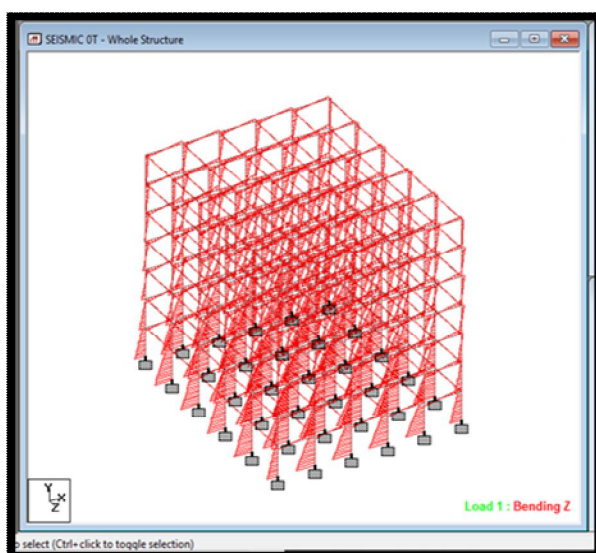 SEISMIC 0T - Whole Structure
Y
X
Z
Load 1 : Bending Z
o select (Ctrl+click to toggle selection)